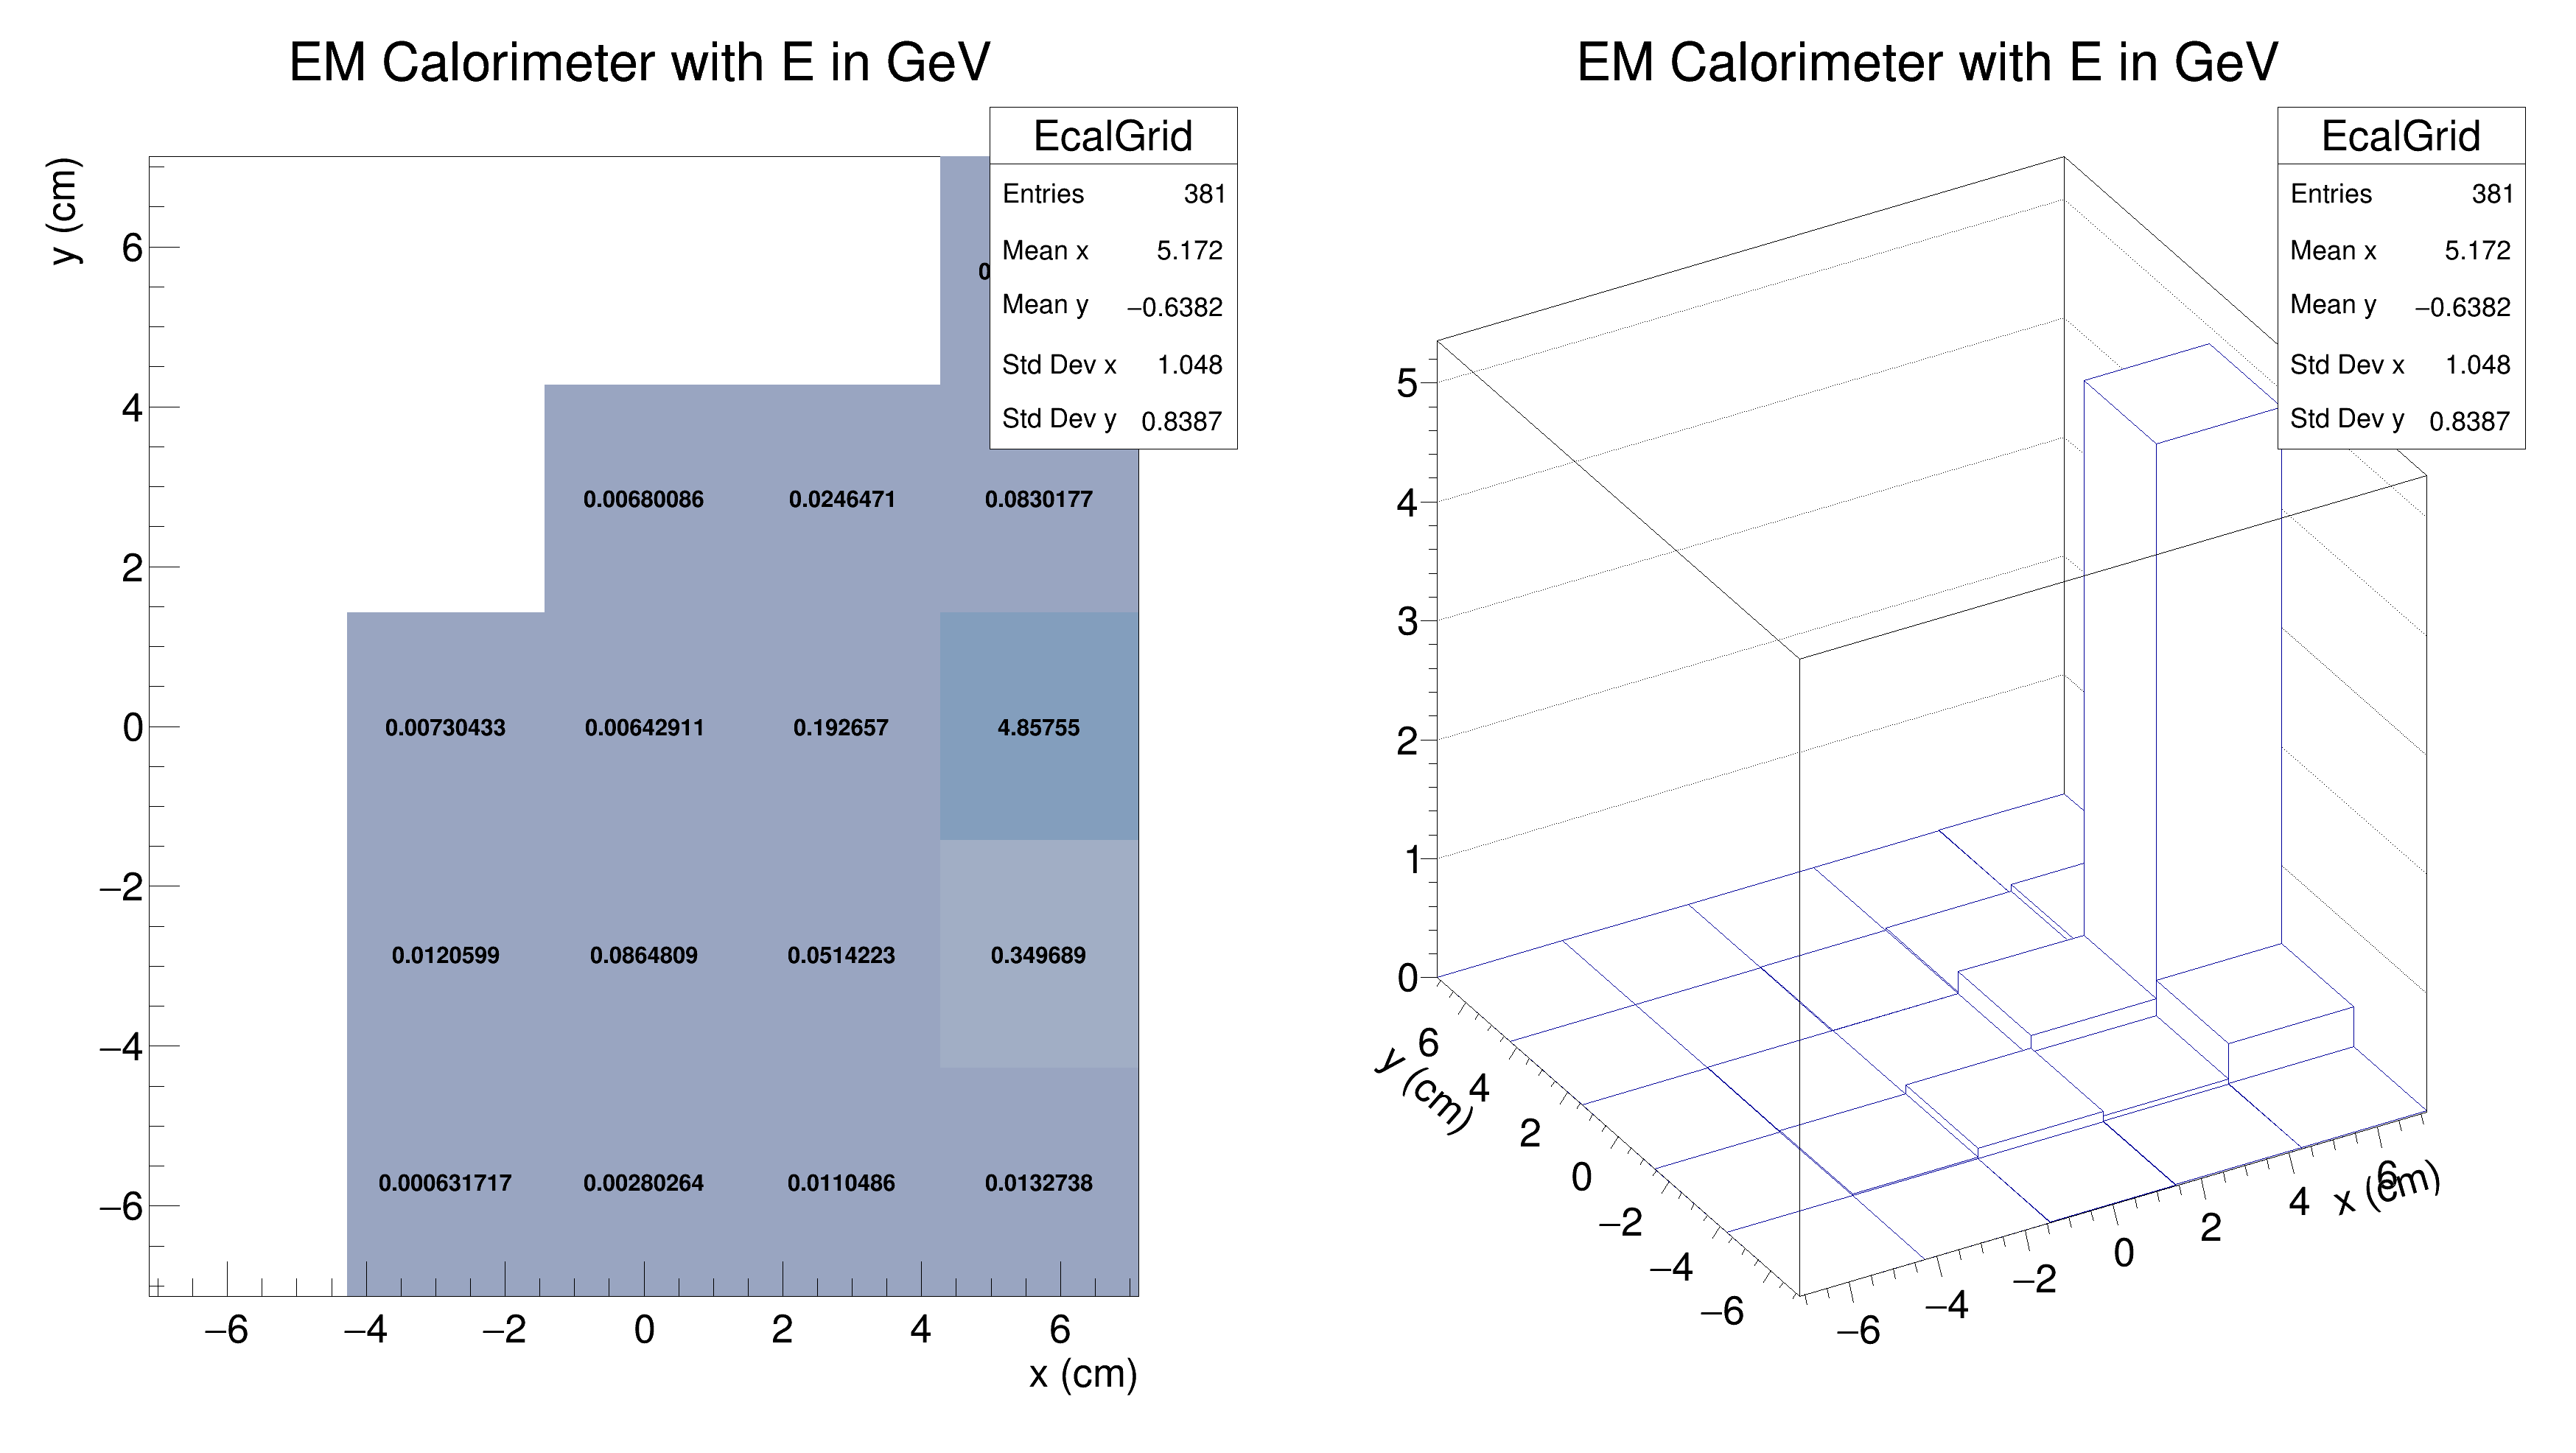 EM Calorimeter with E in GeV
EcalGrid
Entries 381
Mean x 5.172
Mean y −0.6382
Std Dev x 1.048
Std Dev y 0.8387
y (cm)
6
4
2
0
−2
−4
−6
0.00680086 0.0246471 0.0830177
0.00730433 0.00642911 0.192657 4.85755
0.0120599 0.0864809 0.0514223 0.349689
0.000631717 0.00280264 0.0110486 0.0132738
−6 −4 −2 0 2 4 6
x (cm)
EM Calorimeter with E in GeV
EcalGrid
Entries 381
Mean x 5.172
Mean y −0.6382
Std Dev x 1.048
Std Dev y 0.8387
5
4
3
2
1
0
y (cm)
6
4
2
0
−2
−4
−6
−6 −4 −2 0 2 4 6
x (cm)